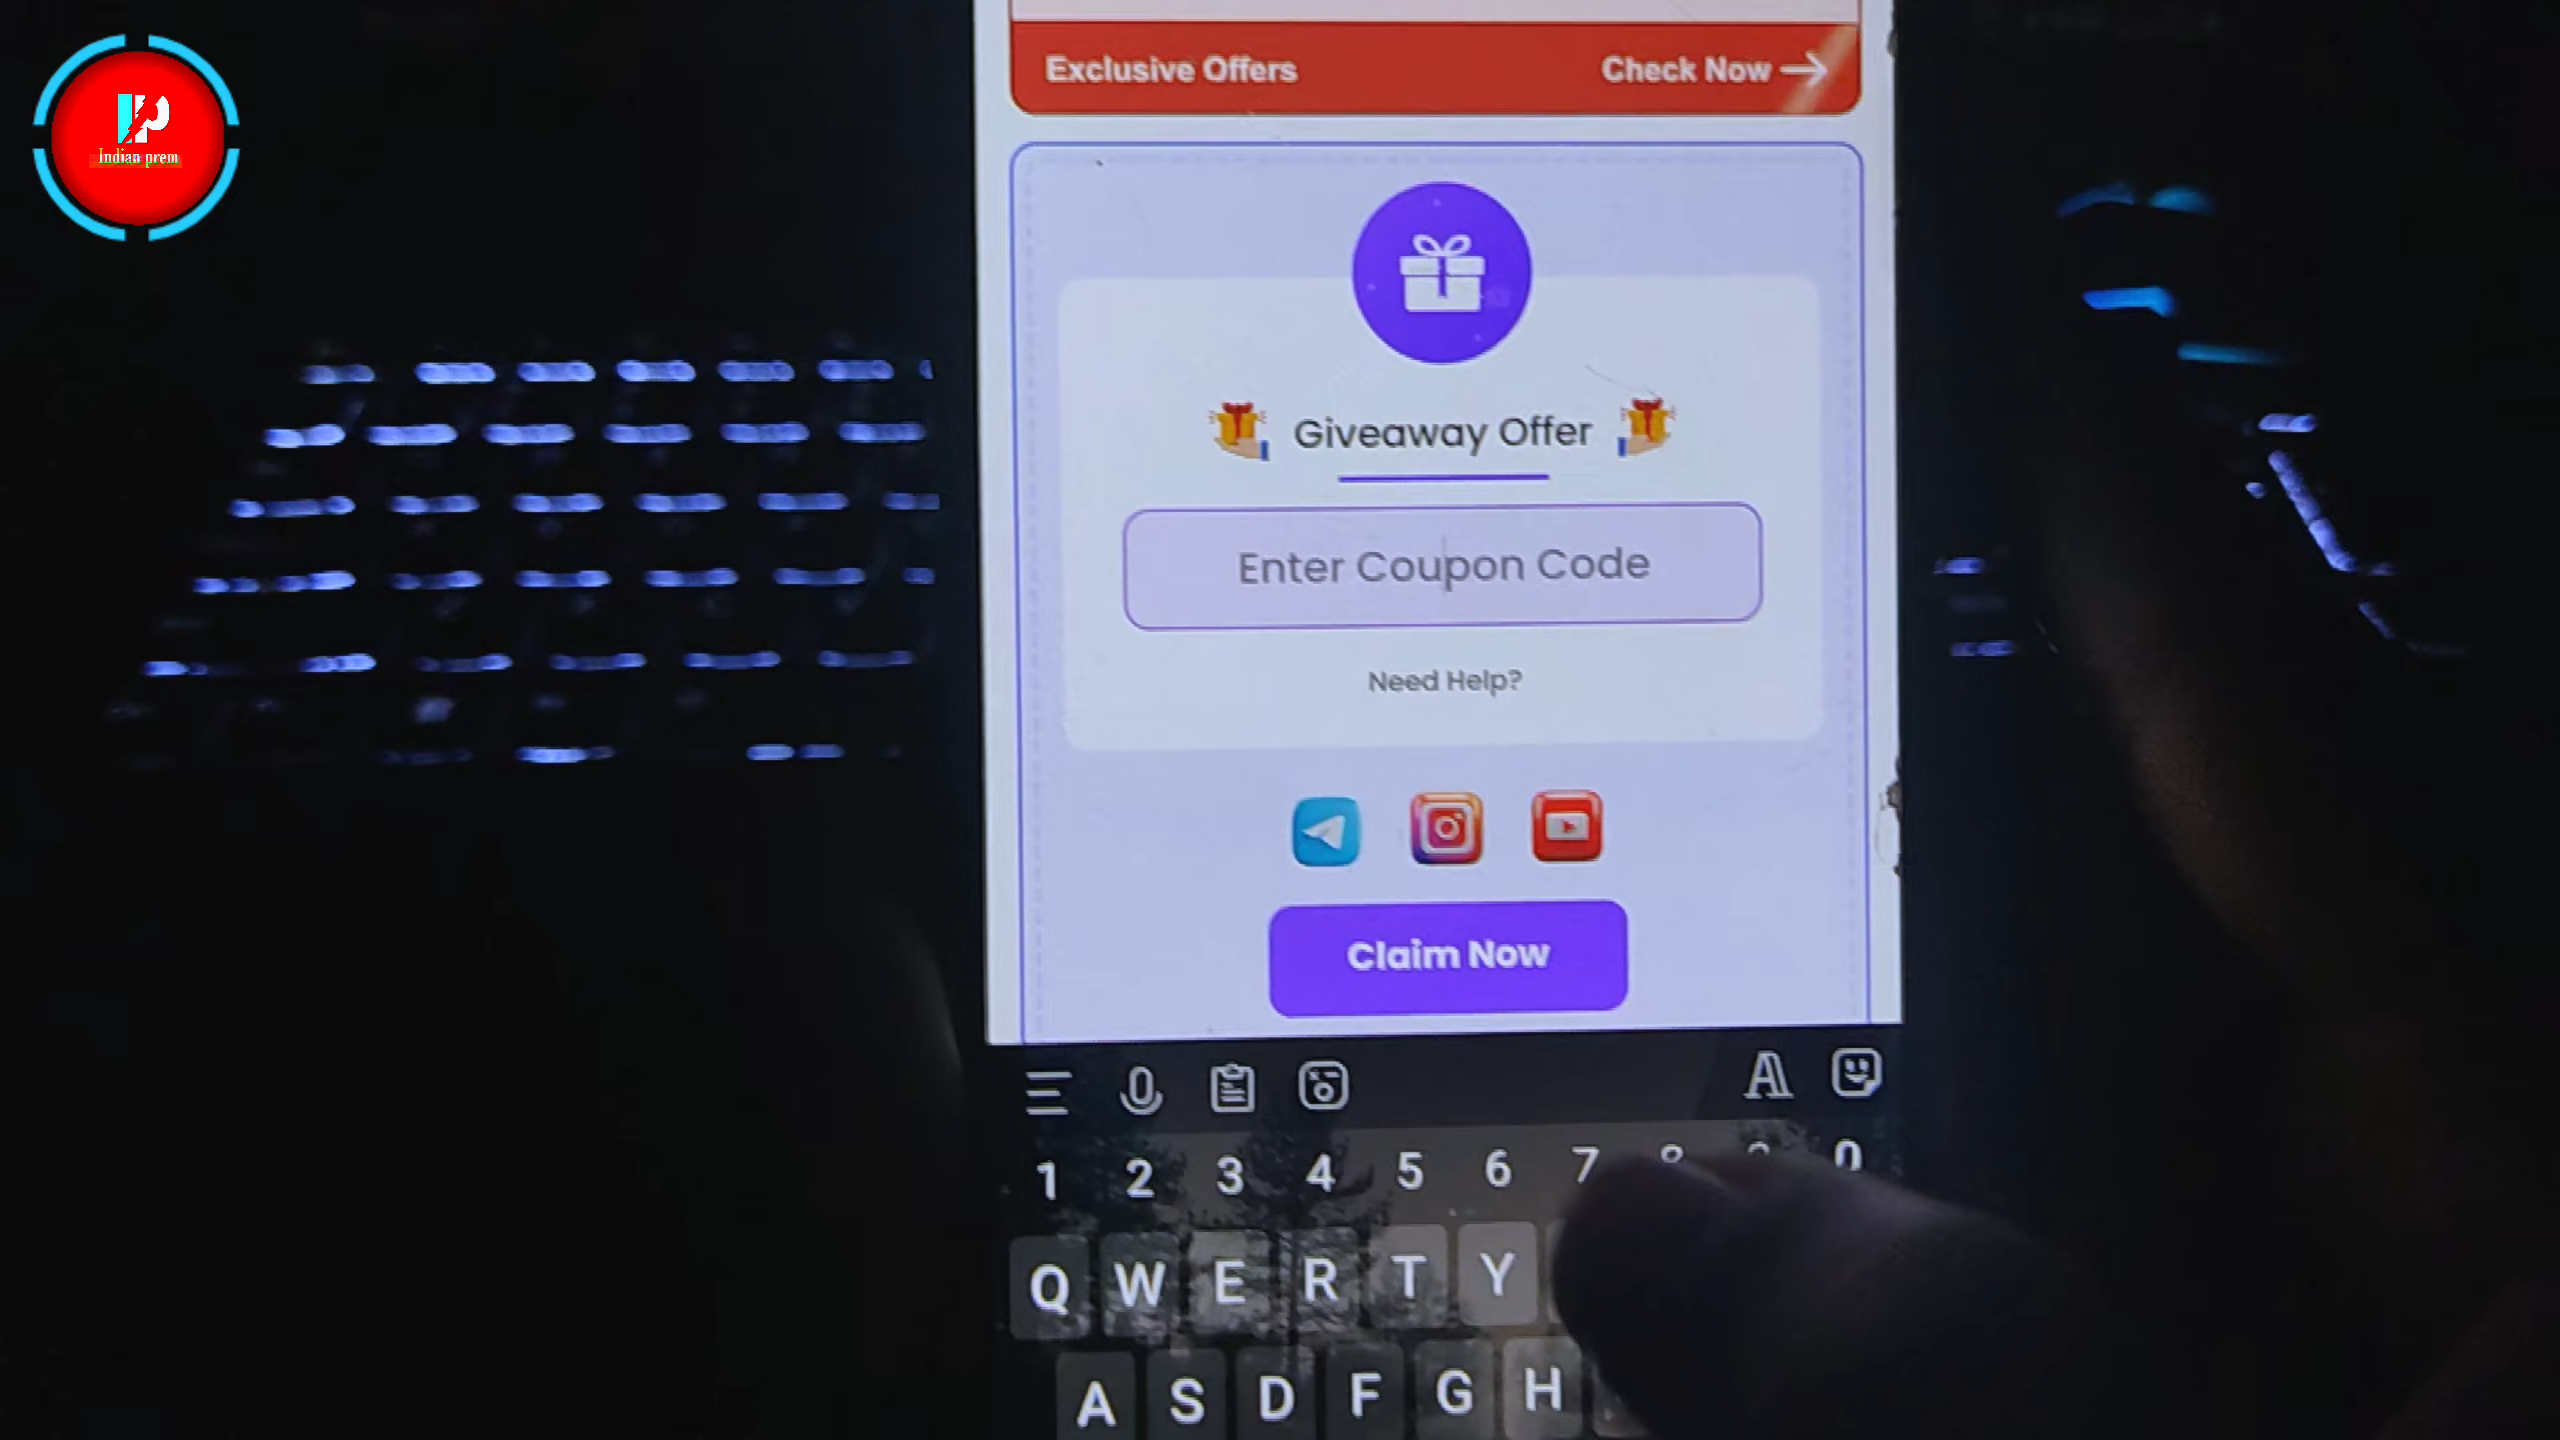 Indian prem
Exclusive Offers
Check Now
Giveaway Offer
Enter Coupon Code
Need Help?
Claim Now
1 2 3 4 5 6 7 8 9 0
Q W E R T Y
A S D F G H